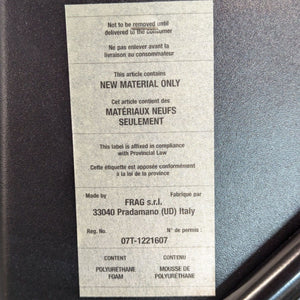 Not to be removed until
delivered to the consumer
Ne pas enlever avant la
livraison au consommateur
This article contains
NEW MATERIAL ONLY
Cet article contient des
MATÉRIAUX NEUFS
SEULEMENT
This label is affixed in compliance
with Provincial Law
Cette étiquette est apposée conformément
à la loi de la province
Made by Fabriqué par
FRAG s.r.l.
33040 Pradamano (UD) Italy
Reg. No. N° de permis :
07T-1221607
CONTENT CONTENU
POLYURETHANE MOUSSE DE
FOAM POLYURÉTHANE